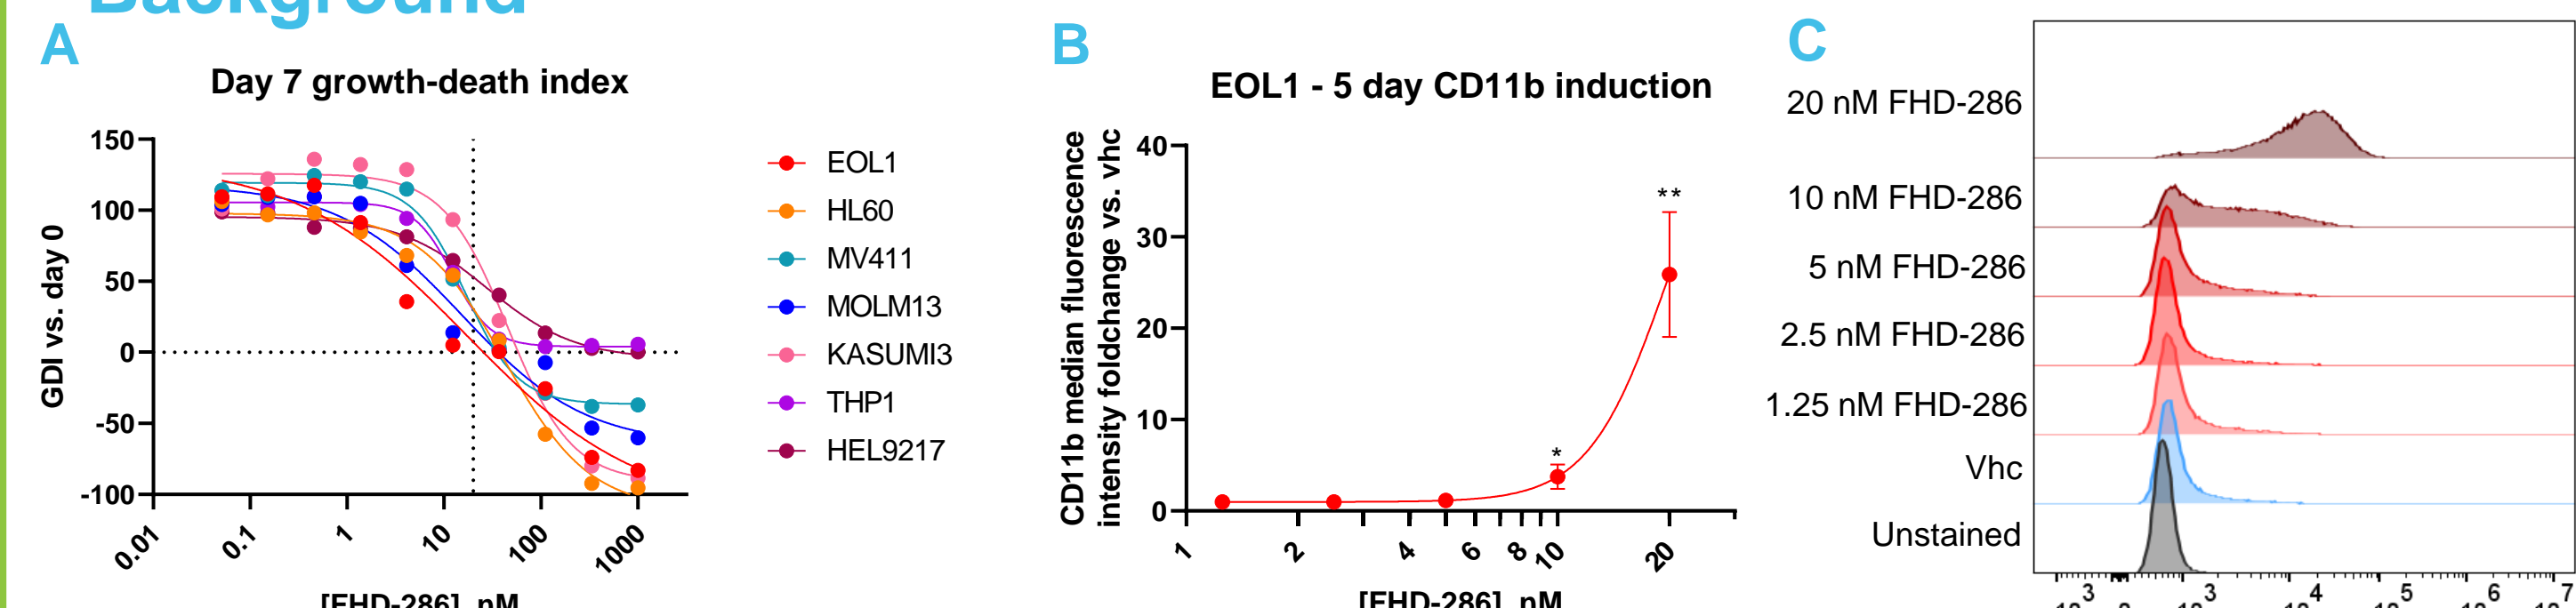 Background
A
Day 7 growth-death index
GDI vs. day 0
150
100
50
0
-50
-100
0.01
0.1
1
10
100
1000
[FHD-286], nM
EOL1
HL60
MV411
MOLM13
KASUMI3
THP1
HEL9217
B
EOL1 - 5 day CD11b induction
CD11b median fluorescence
intensity foldchange vs. vhc
40
30
20
10
0
**
*
1
2
4
6
8
10
20
[FHD-286], nM
C
20 nM FHD-286
10 nM FHD-286
5 nM FHD-286
2.5 nM FHD-286
1.25 nM FHD-286
Vhc
Unstained